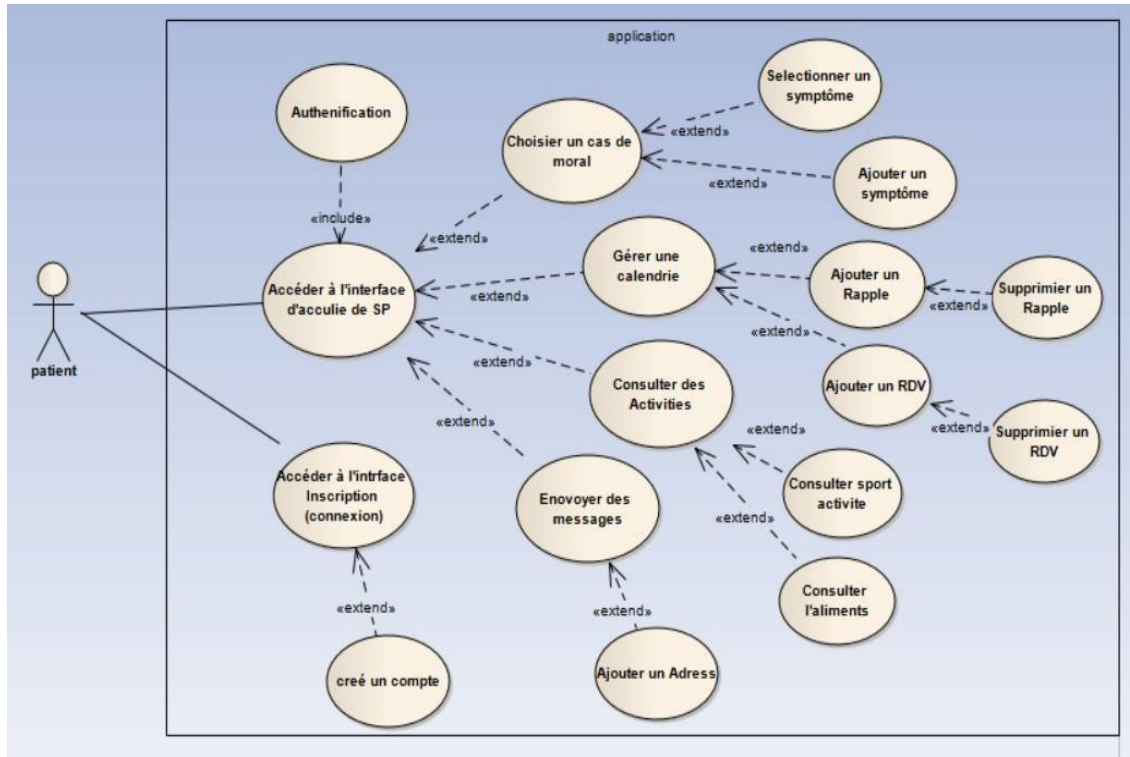 application
Authenification
Selectionner un
symptôme
Choisier un cas de
moral
«extend»
Ajouter un
symptôme
«extend»
«include»
«extend»
Accéder à l'interface
d'acculie de SP
Gérer une
calendrie
«extend»
«extend»
Ajouter un
Rapple
«extend»
Supprimier un
Rapple
«extend»
patient
«extend»
Consulter des
Activities
Ajouter un RDV
«extend»
Supprimier un
RDV
«extend»
«extend»
Accéder à l'intrface
Inscription
(connexion)
Enovoyer des
messages
Consulter sport
activite
«extend»
Consulter
l'aliments
«extend»
«extend»
creé un compte
Ajouter un Adress